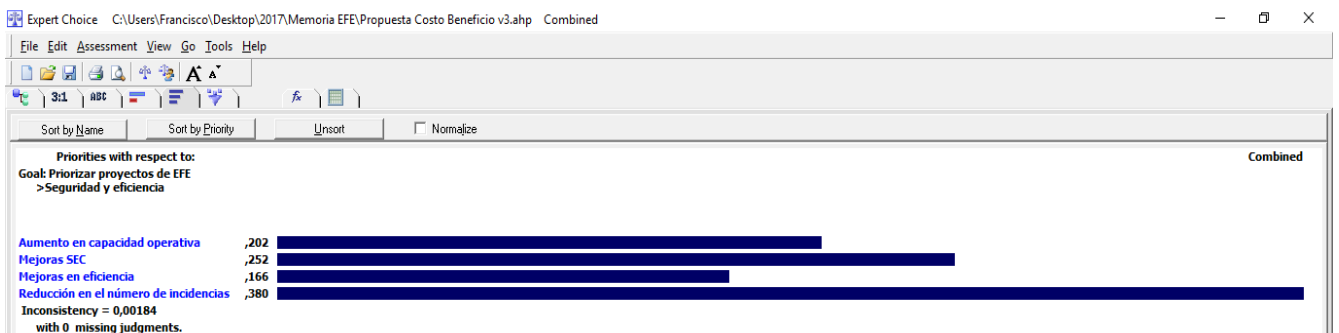 Expert Choice C:\Users\Francisco\Desktop\2017\Memoria EFE\Propuesta Costo Beneficio v3.ahp Combined
File Edit Assessment View Go Tools Help
A A
3:1 ABC fx
Sort by Name Sort by Priority Unsort Normalize
Priorities with respect to: Combined
Goal: Priorizar proyectos de EFE
>Seguridad y eficiencia
Aumento en capacidad operativa ,202
Mejoras SEC ,252
Mejoras en eficiencia ,166
Reducción en el número de incidencias ,380
Inconsistency = 0,00184
with 0 missing judgments.